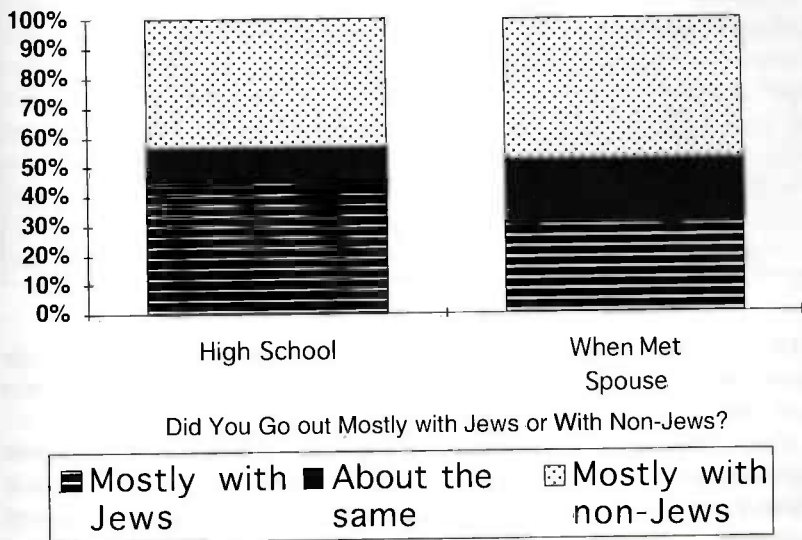 100%
90%
80%
70%
60%
50%
40%
30%
20%
10%
0%
High School
When Met
Spouse
Did You Go out Mostly with Jews or With Non-Jews?
Mostly with
Jews
About the
same
Mostly with
non-Jews